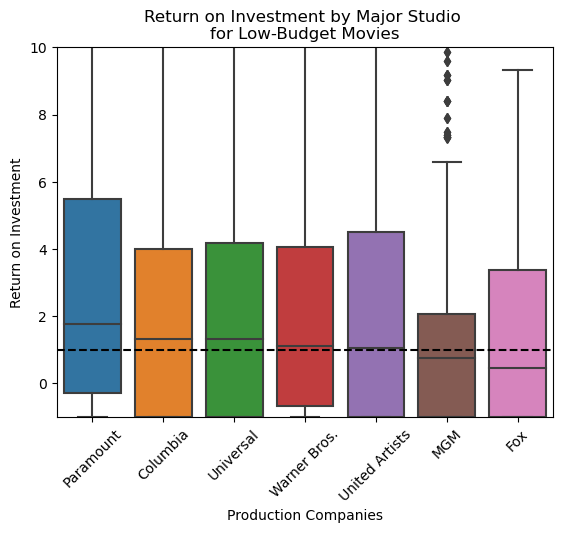 Return on Investment by Major Studio
for Low-Budget Movies
10
8
6
4
2
0
Return on Investment
Paramount
Columbia
Universal
Warner Bros.
United Artists
MGM
Fox
Production Companies